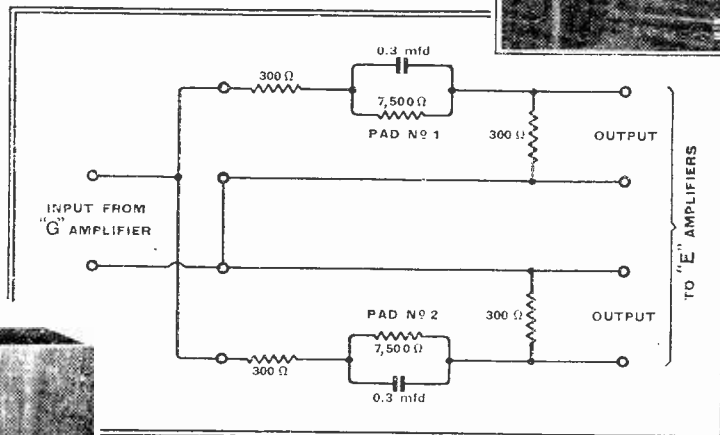 0.3 mfd
300 Ω
7,500 Ω
PAD Nº 1
300 Ω
OUTPUT
INPUT FROM
"G" AMPLIFIER
TO "E" AMPLIFIERS
PAD Nº 2
300 Ω
OUTPUT
7,500 Ω
300 Ω
0.3 mfd